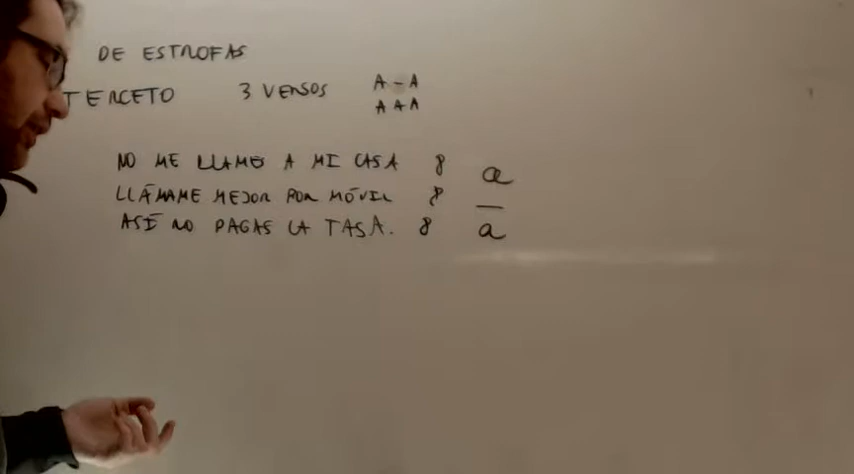 DE ESTROFAS
TERCETO 3 VERSOS A - A
A A A
NO ME LLAME A MI CASA 8 a
LLÁMAME MEJOR POR MÓVIL 8 —
ASÍ NO PAGAS LA TASA. 8 a